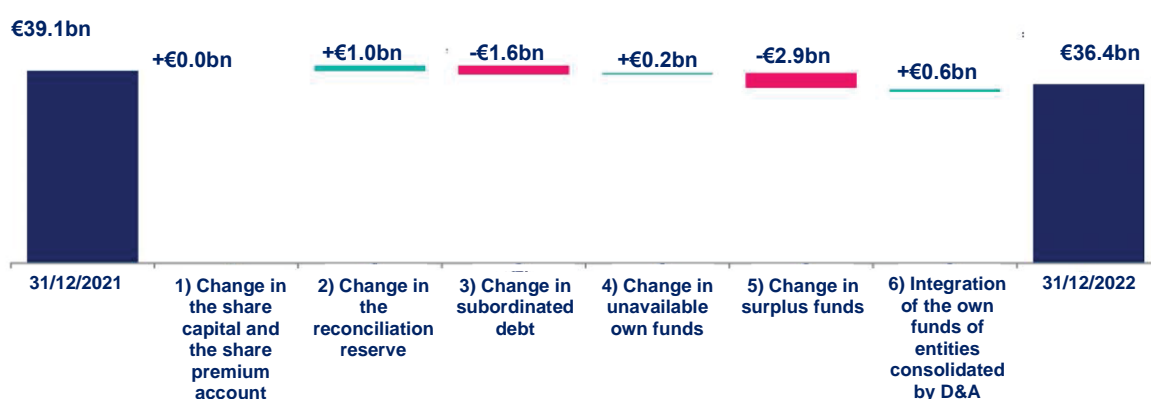 €39.1bn
+€0.0bn
+€1.0bn
-€1.6bn
+€0.2bn
-€2.9bn
+€0.6bn
€36.4bn
31/12/2021
1) Change in
the share
capital and
the share
premium
account
2) Change in
the
reconciliation
reserve
3) Change in
subordinated
debt
4) Change in
unavailable
own funds
5) Change in
surplus funds
6) Integration
of the own
funds of
entities
consolidated
by D&A
31/12/2022